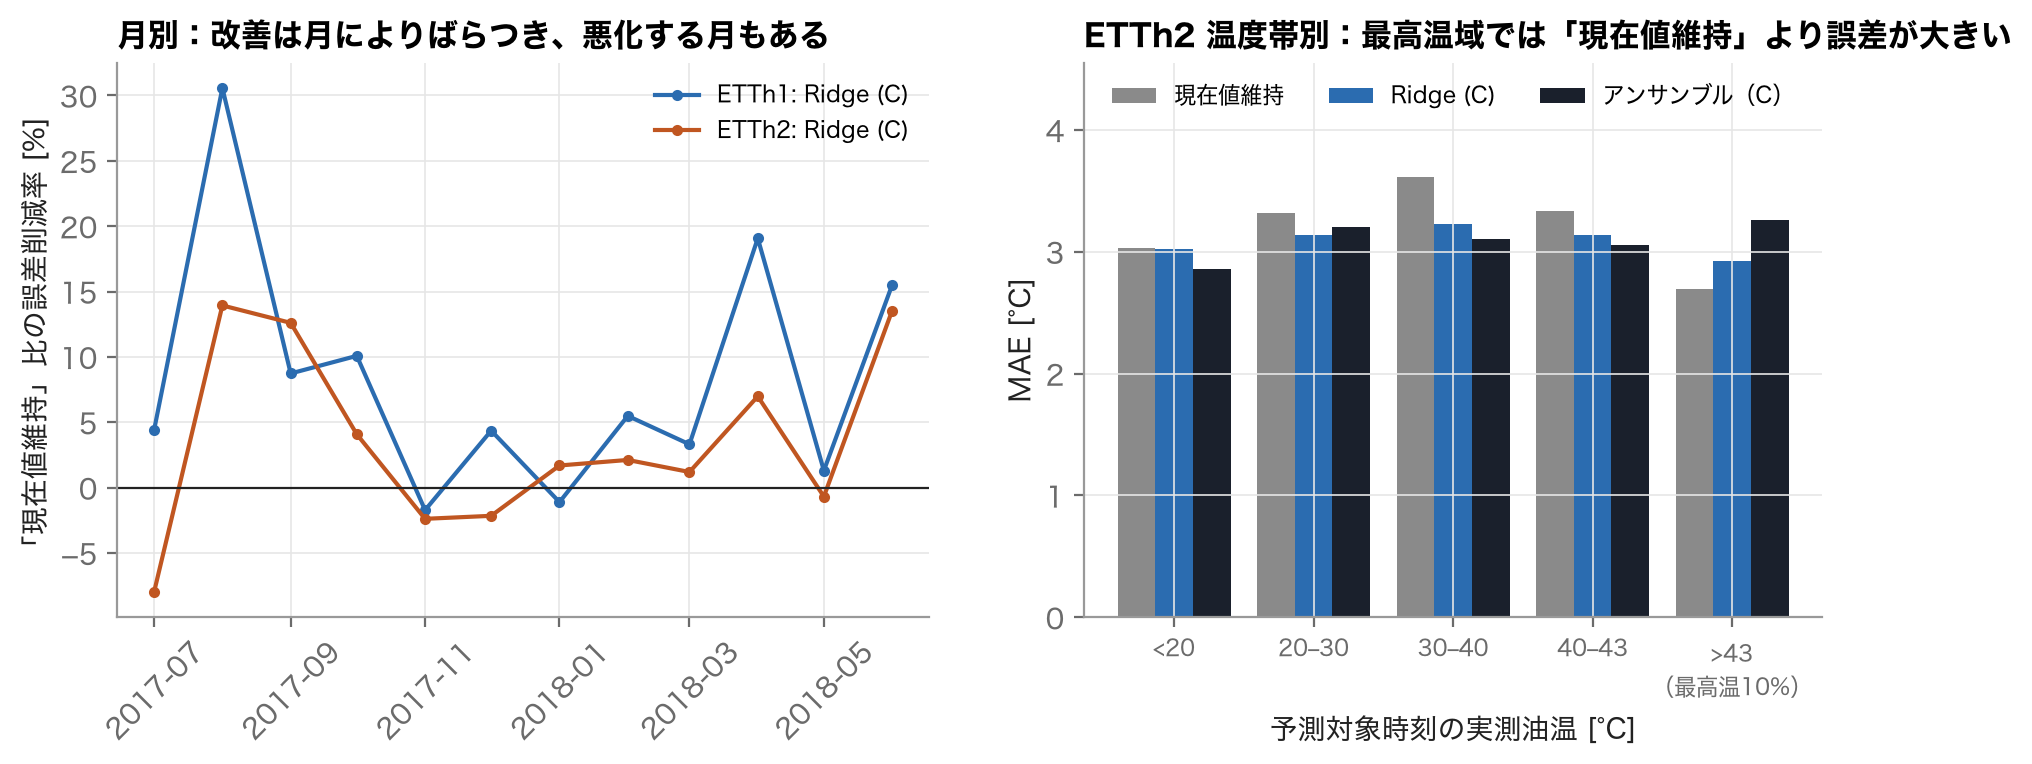 月別：改善は月によりばらつき、悪化する月もある
「現在値維持」比の誤差削減率 [%]
30
25
20
15
10
5
0
−5
ETTh1: Ridge (C)
ETTh2: Ridge (C)
2017-07
2017-09
2017-11
2018-01
2018-03
2018-05
ETTh2 温度帯別：最高温域では「現在値維持」より誤差が大きい
現在値維持
Ridge (C)
アンサンブル（C）
MAE [°C]
4
3
2
1
0
<20
20–30
30–40
40–43
>43
（最高温10%）
予測対象時刻の実測油温 [°C]